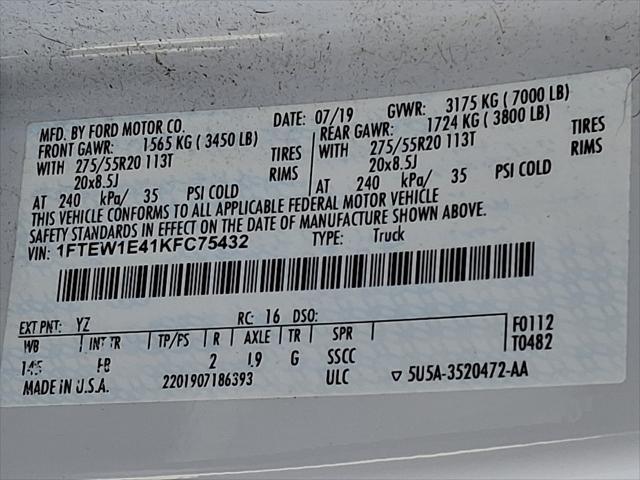 MFD. BY FORD MOTOR CO. DATE: 07/19 GVWR: 3175 KG ( 7000 LB)
FRONT GAWR: 1565 KG ( 3450 LB) REAR GAWR: 1724 KG ( 3800 LB)
WITH 275/55R20 113T TIRES WITH 275/55R20 113T TIRES
20x8.5J RIMS 20x8.5J RIMS
AT 240 kPa/ 35 PSI COLD AT 240 kPa/ 35 PSI COLD
THIS VEHICLE CONFORMS TO ALL APPLICABLE FEDERAL MOTOR VEHICLE
SAFETY STANDARDS IN EFFECT ON THE DATE OF MANUFACTURE SHOWN ABOVE.
VIN: 1FTEW1E41KFC75432 TYPE: Truck
EXT PNT: YZ RC: 16 DSO: F0112
WB INT TR TP/PS R AXLE TR SPR T0482
145 2 L9 G SSCC
MADE IN U.S.A. 2201907186393 ULC ▽ 5U5A-3520472-AA